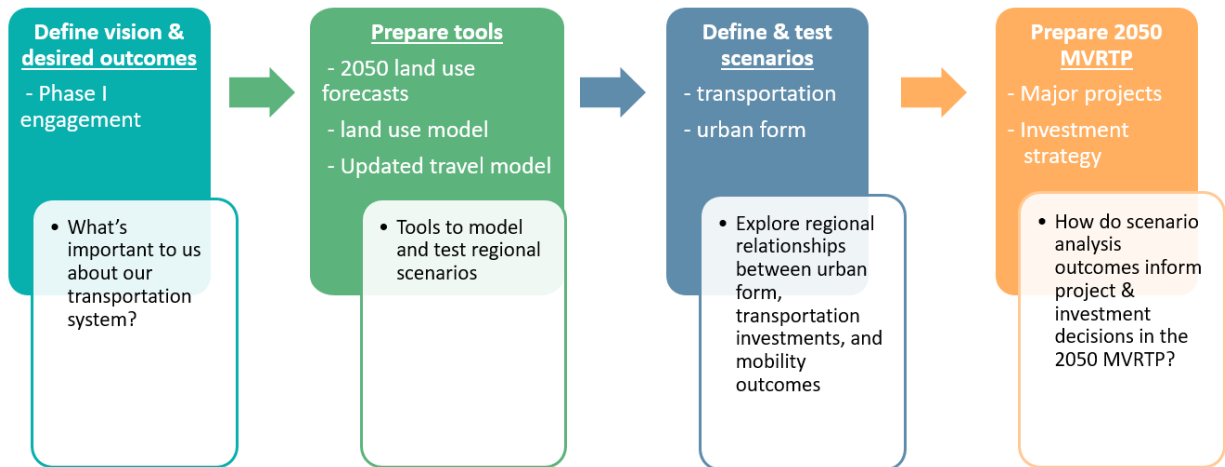 Define vision &
desired outcomes
- Phase I
engagement
• What's
important to us
about our
transportation
system?
Prepare tools
- 2050 land use
forecasts
- land use model
- Updated travel model
• Tools to model
and test regional
scenarios
Define & test
scenarios
- transportation
- urban form
• Explore regional
relationships
between urban
form,
transportation
investments, and
mobility
outcomes
Prepare 2050
MVRTP
- Major projects
- Investment
strategy
• How do scenario
analysis
outcomes inform
project &
investment
decisions in the
2050 MVRTP?